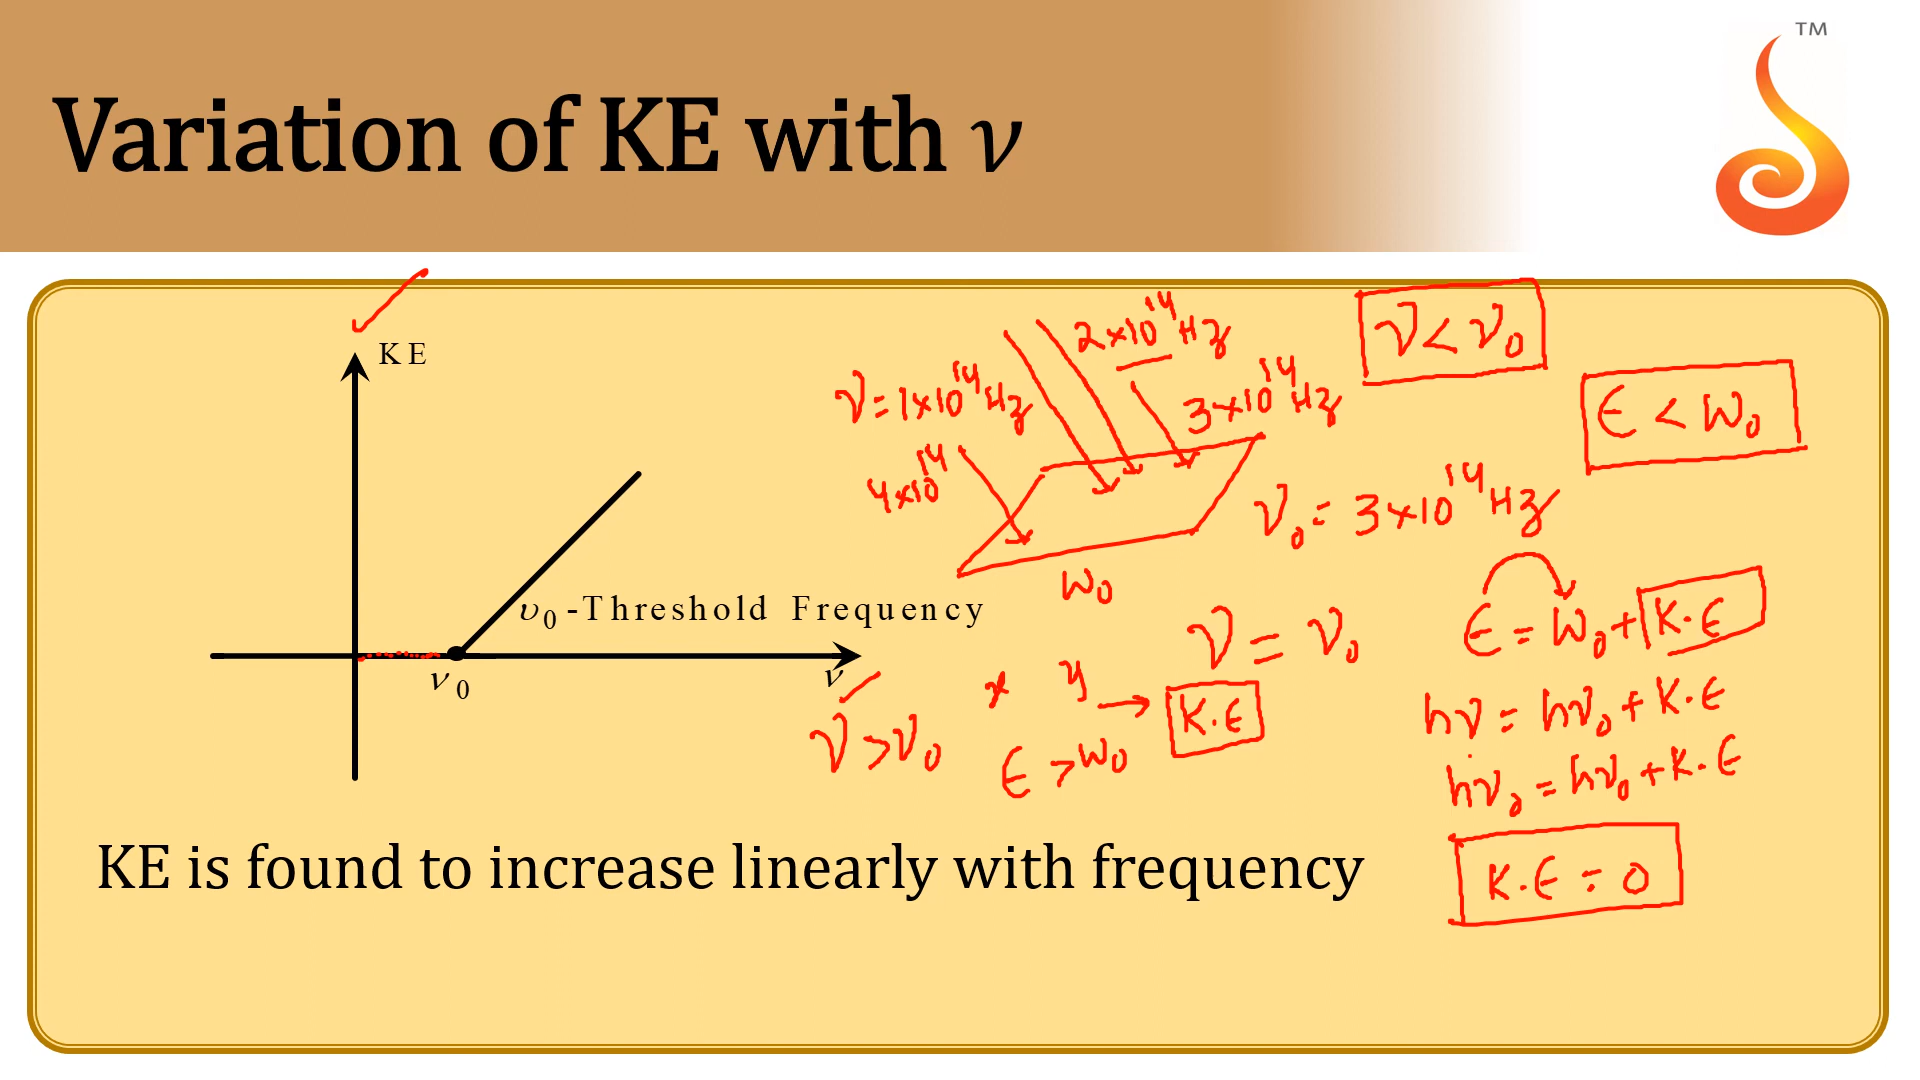 TM
Variation of KE with ν
KE
υ0 -Threshold Frequency
ν0
ν
ν = 1×10^14 Hz
2×10^14 Hz
3×10^14 Hz
4×10^14
W0
ν < ν0
E < W0
ν0 = 3×10^14 Hz
ν = ν0
E = W0 + K.E
hν = hν0 + K.E
hν0 = hν0 + K.E
K.E = 0
x y → K.E
ν > ν0
E > W0
KE is found to increase linearly with frequency